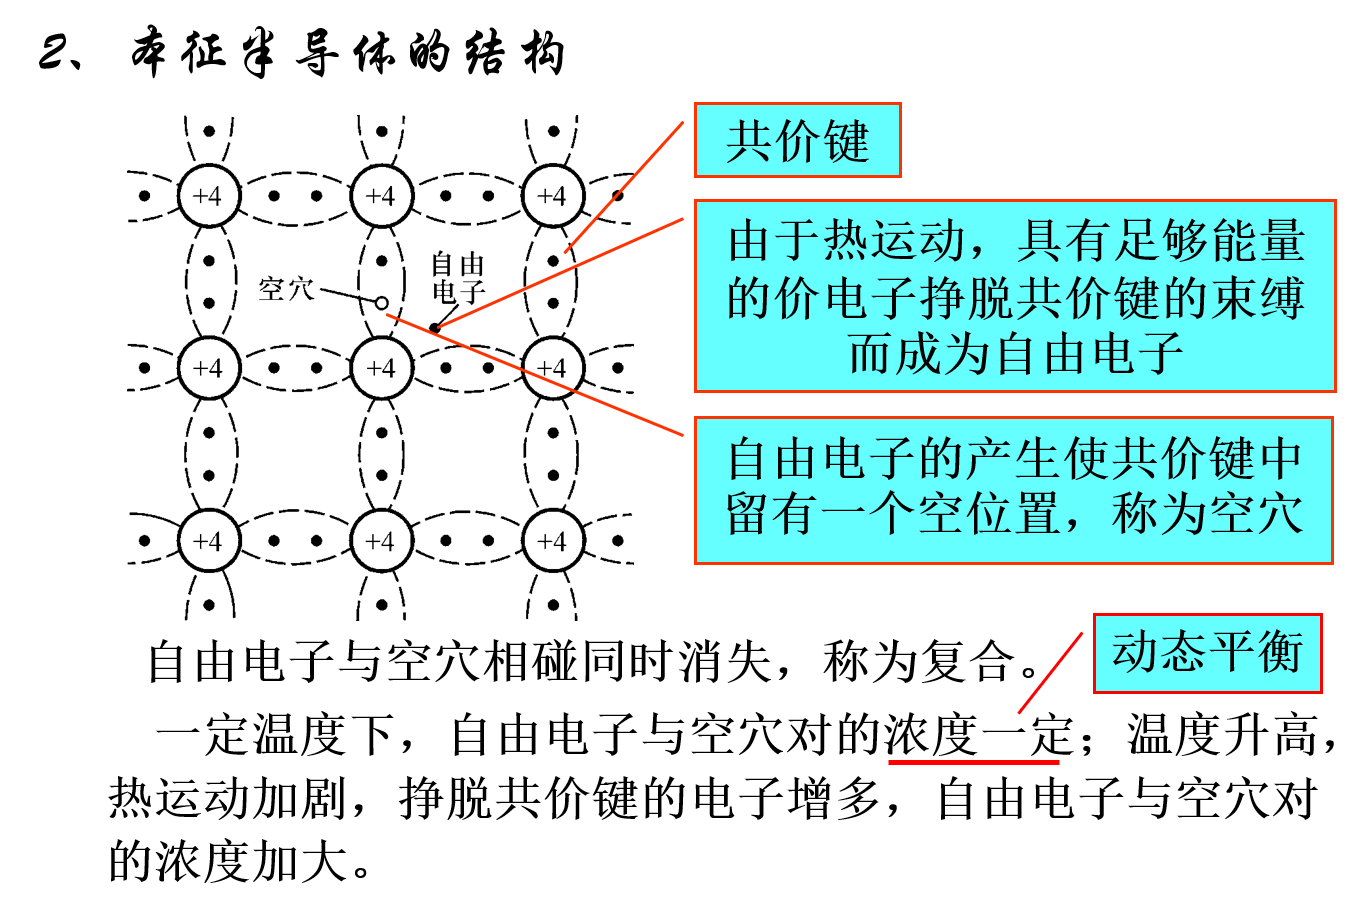 2、本征半导体的结构
共价键
+4 +4 +4
由于热运动，具有足够能量
的价电子挣脱共价键的束缚
而成为自由电子
自由
电子
空穴
+4 +4 +4
自由电子的产生使共价键中
留有一个空位置，称为空穴
+4 +4 +4
动态平衡
自由电子与空穴相碰同时消失，称为复合。
一定温度下，自由电子与空穴对的浓度一定；温度升高，
热运动加剧，挣脱共价键的电子增多，自由电子与空穴对
的浓度加大。